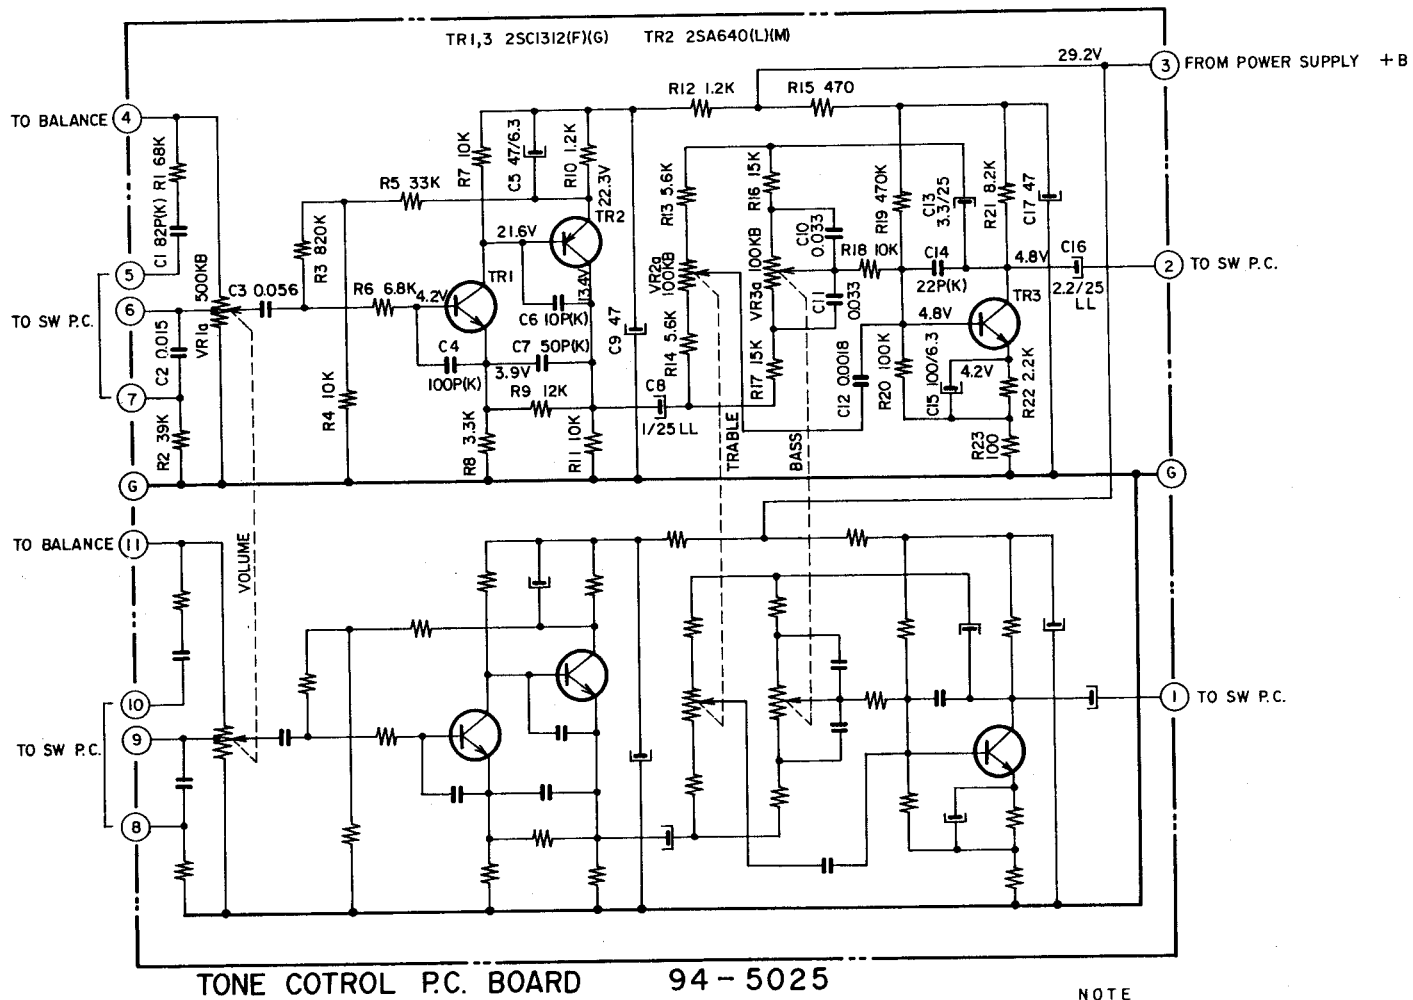 TR1,3 2SC1312(F)(G) TR2 2SA640(L)(M)
29.2V
3 FROM POWER SUPPLY +B
R12 1.2K R15 470
TO BALANCE 4
R1 68K
C1 82P(K)
R7 10K
C5 47/6.3
R10 1.2K
22.3V
R5 33K
R3 820K
TR2
21.6V
13.4V
R13 5.6K
R16 15K
C10 0.033
R19 470K
C13 3.3/25
R21 8.2K
C17 47
R18 10K
C14 22P(K)
4.8V
C16
2.2/25 LL
2 TO SW P.C.
5
6
7
TO SW P.C.
500KB
VR1a
C3 0.056
R6 6.8K
4.2V
TR1
C6 10P(K)
C9 47
VR2a 100KB
VR3a 100KB
C11 0.033
TR3
4.8V
C2 0.015
C4
100P(K)
C7 50P(K)
3.9V
R9 12K
C8
1/25 LL
R14 5.6K
R17 15K
C12 0.0018
R20 100K
C15 100/6.3
4.2V
R22 2.2K
R2 39K
R4 10K
R8 3.3K
R11 10K
TRABLE
BASS
R23 100
G
G
TO BALANCE 11
VOLUME
10
9
8
TO SW P.C.
1 TO SW P.C.
TONE COTROL P.C. BOARD 94-5025
NOTE